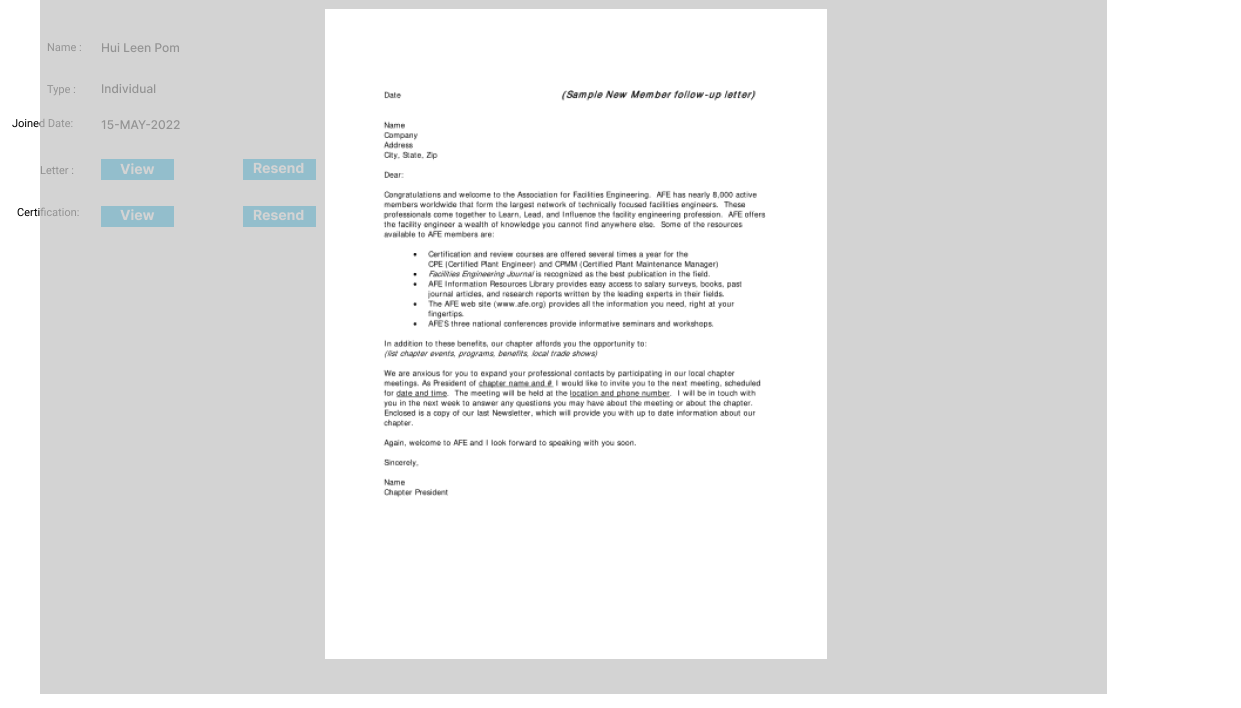 Name :
Hui Leen Pom
Type :
Individual
Joined Date:
15-MAY-2022
Letter :
View
Resend
Certification:
View
Resend
Date
(Sample New Member follow-up letter)
Name
Company
Address
City, State, Zip
Dear:
Congratulations and welcome to the Association for Facilities Engineering. AFE has nearly 8,000 active
members worldwide that form the largest network of technically focused facilities engineers. These
professionals come together to Learn, Lead, and Influence the facility engineering profession. AFE offers
the facility engineer a wealth of knowledge you cannot find anywhere else. Some of the resources
available to AFE members are:
• Certification and review courses are offered several times a year for the
CPE (Certified Plant Engineer) and CPMM (Certified Plant Maintenance Manager)
• Facilities Engineering Journal is recognized as the best publication in the field.
• AFE Information Resources Library provides easy access to salary surveys, books, past
journal articles, and research reports written by the leading experts in their fields.
• The AFE web site (www.afe.org) provides all the information you need, right at your
fingertips.
• AFE'S three national conferences provide informative seminars and workshops.
In addition to these benefits, our chapter affords you the opportunity to:
(list chapter events, programs, benefits, local trade shows)
We are anxious for you to expand your professional contacts by participating in our local chapter
meetings. As President of chapter name and # I would like to invite you to the next meeting, scheduled
for date and time. The meeting will be held at the location and phone number. I will be in touch with
you in the next week to answer any questions you may have about the meeting or about the chapter.
Enclosed is a copy of our last Newsletter, which will provide you with up to date information about our
chapter.
Again, welcome to AFE and I look forward to speaking with you soon.
Sincerely,
Name
Chapter President